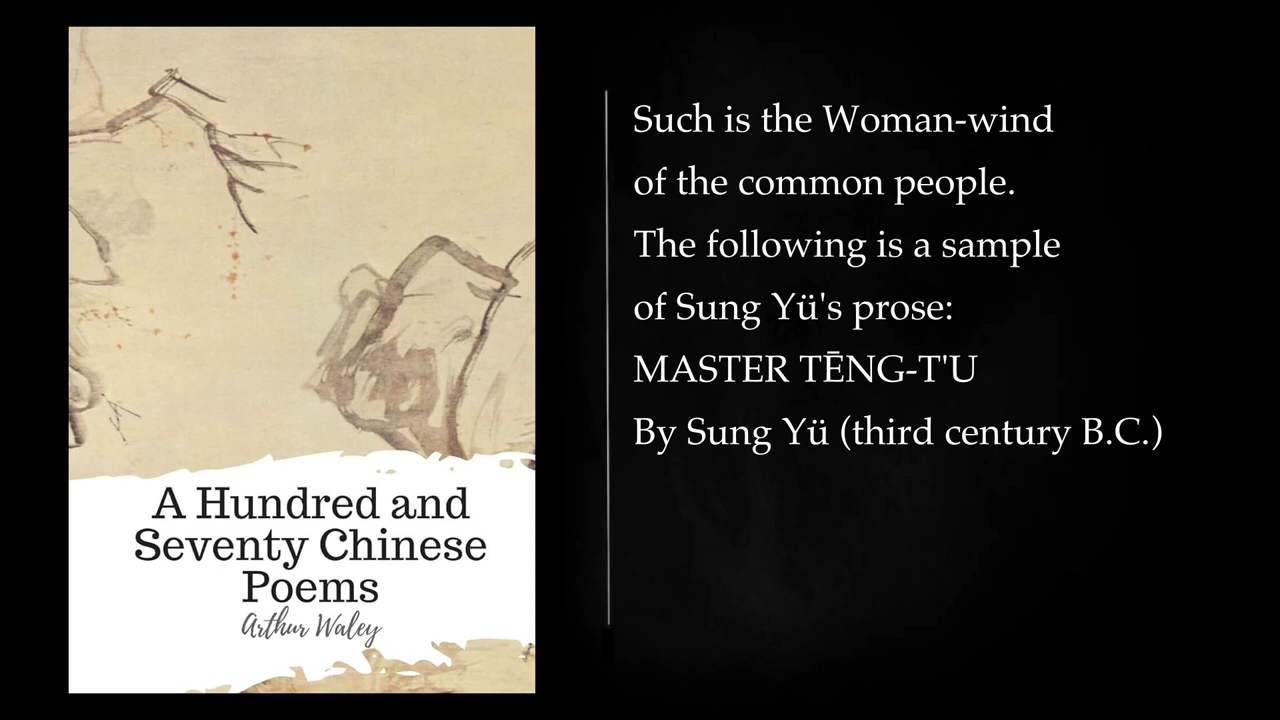 A Hundred and
Seventy Chinese
Poems
Arthur Waley
Such is the Woman-wind
of the common people.
The following is a sample
of Sung Yü's prose:
MASTER TĒNG-T'U
By Sung Yü (third century B.C.)